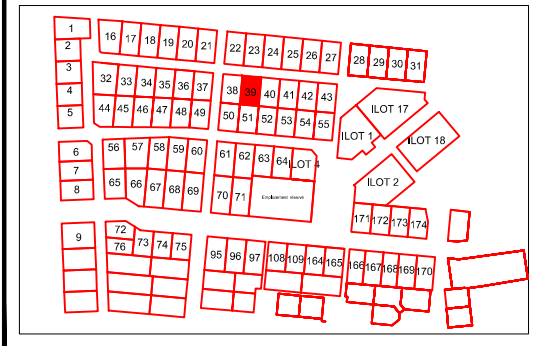 1
2
3
4
5
16 17 18 19 20 21
22 23 24 25 26 27
28 29 30 31
32 33 34 35 36 37
44 45 46 47 48 49
38 39 40 41 42 43
50 51 52 53 54 55
ILOT 17
ILOT 1
ILOT 18
ILOT 2
6
7
8
56 57 58 59 60
65 66 67 68 69
61 62 63 64 ILOT 4
70 71 Emplacement réservé
171 172 173 174
9
72
76 73 74 75
95 96 97
108 109 164 165
166 167 168 169 170